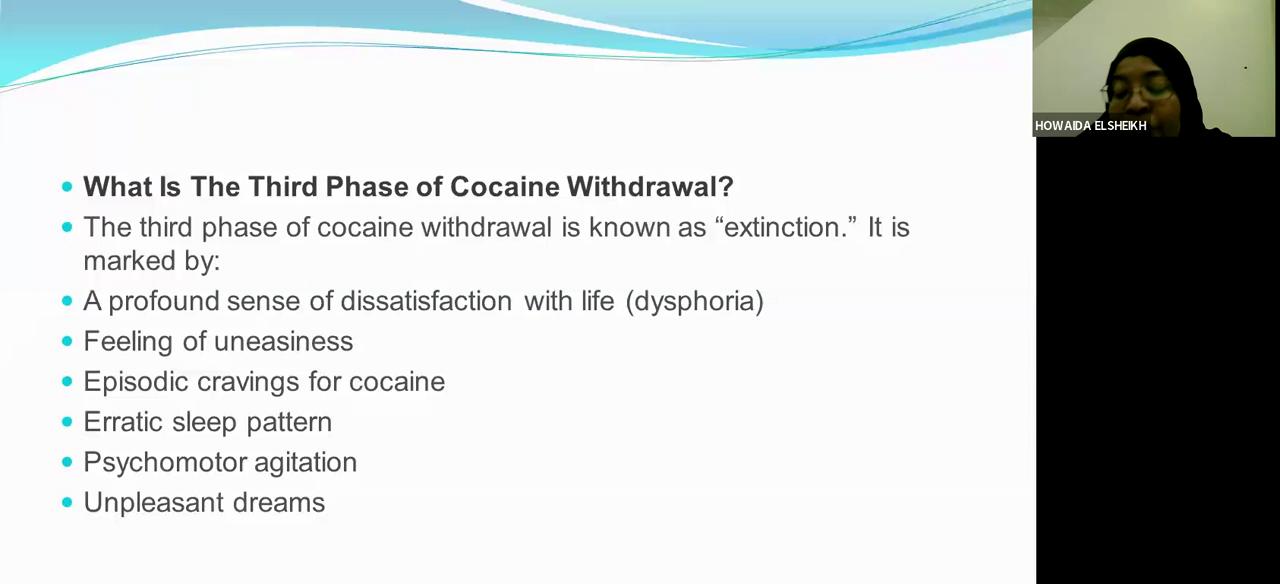 What Is The Third Phase of Cocaine Withdrawal?
The third phase of cocaine withdrawal is known as “extinction.” It is
marked by:
A profound sense of dissatisfaction with life (dysphoria)
Feeling of uneasiness
Episodic cravings for cocaine
Erratic sleep pattern
Psychomotor agitation
Unpleasant dreams
HOWAIDA ELSHEIKH